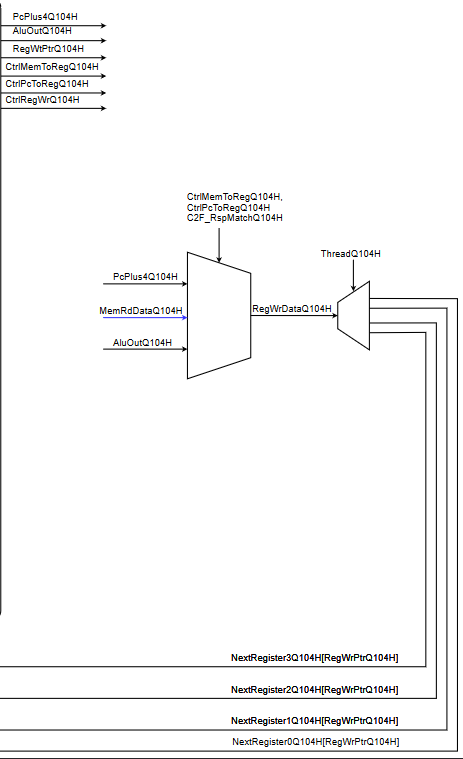 PcPlus4Q104H
AluOutQ104H
RegWtPtrQ104H
CtrlMemToRegQ104H
CtrlPcToRegQ104H
CtrlRegWrQ104H
CtrlMemToRegQ104H,
CtrlPcToRegQ104H
C2F_RspMatchQ104H
ThreadQ104H
PcPlus4Q104H
MemRdDataQ104H
RegWrDataQ104H
AluOutQ104H
NextRegister3Q104H[RegWrPtrQ104H]
NextRegister2Q104H[RegWrPtrQ104H]
NextRegister1Q104H[RegWrPtrQ104H]
NextRegister0Q104H[RegWrPtrQ104H]